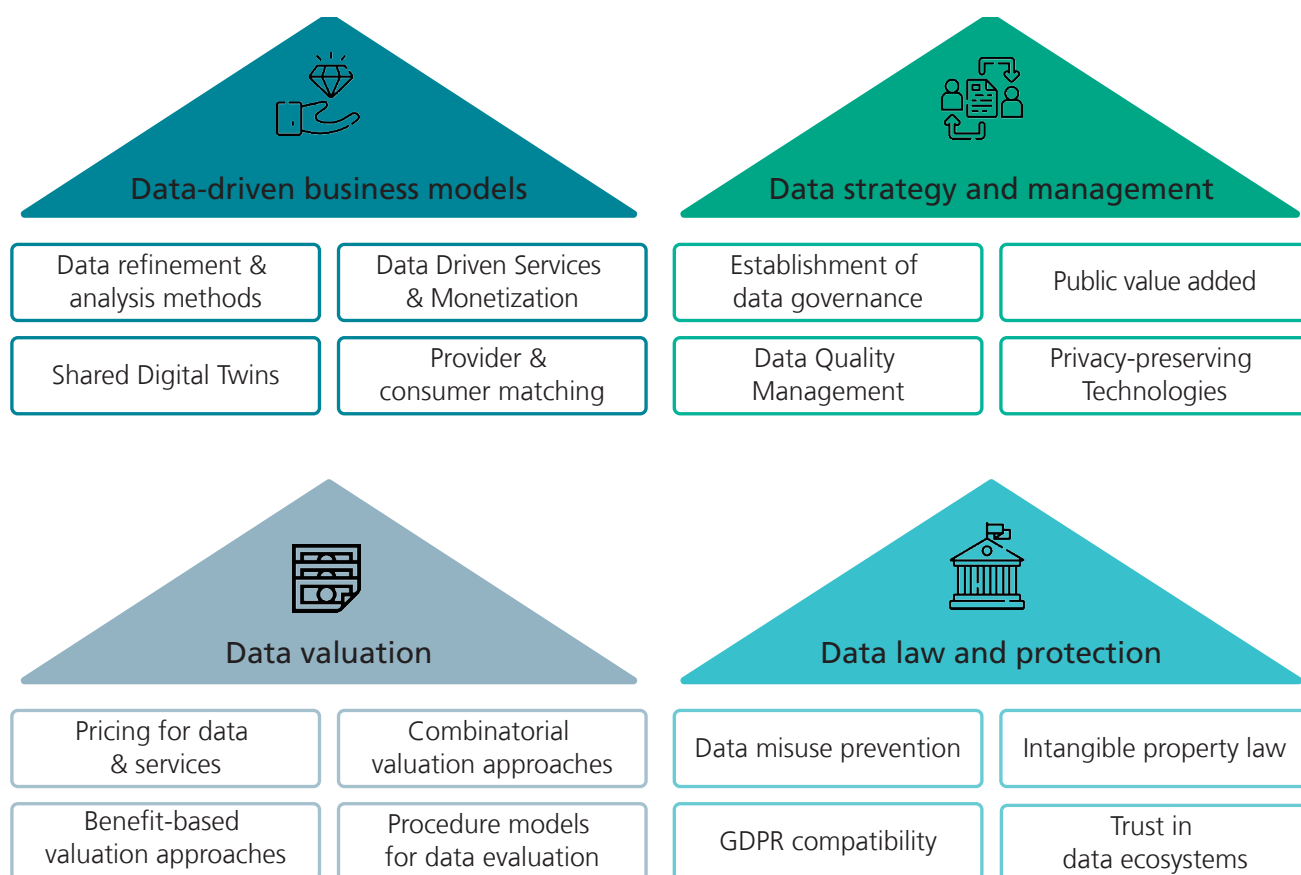 Data-driven business models
Data refinement &
analysis methods
Data Driven Services
& Monetization
Shared Digital Twins
Provider &
consumer matching
Data strategy and management
Establishment of
data governance
Public value added
Data Quality
Management
Privacy-preserving
Technologies
Data valuation
Pricing for data
& services
Combinatorial
valuation approaches
Benefit-based
valuation approaches
Procedure models
for data evaluation
Data law and protection
Data misuse prevention
Intangible property law
GDPR compatibility
Trust in
data ecosystems